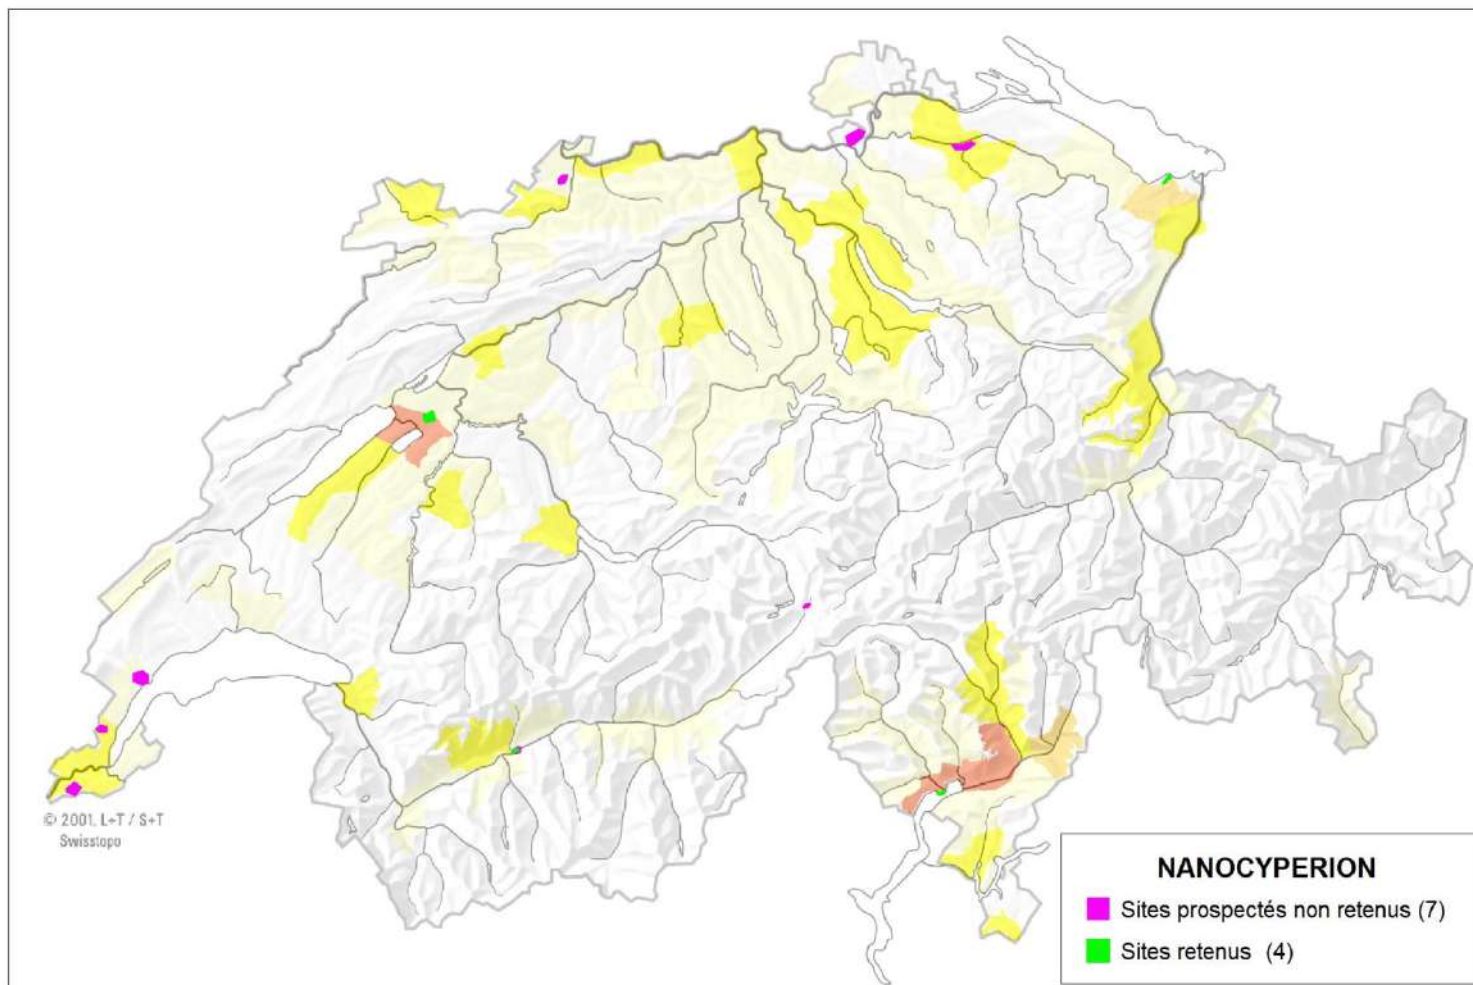 © 2001, L+T / S+T
Swisstopo
NANOCYPERION
Sites prospectés non retenus (7)
Sites retenus (4)